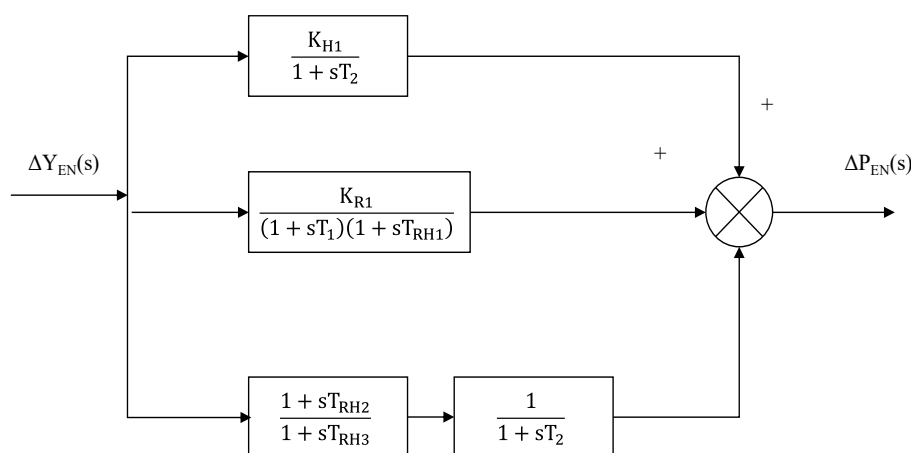 K_H1
1 + sT_2
+
ΔY_EN(s)
+
ΔP_EN(s)
K_R1
(1 + sT_1)(1 + sT_RH1)
1 + sT_RH2
1 + sT_RH3
1
1 + sT_2